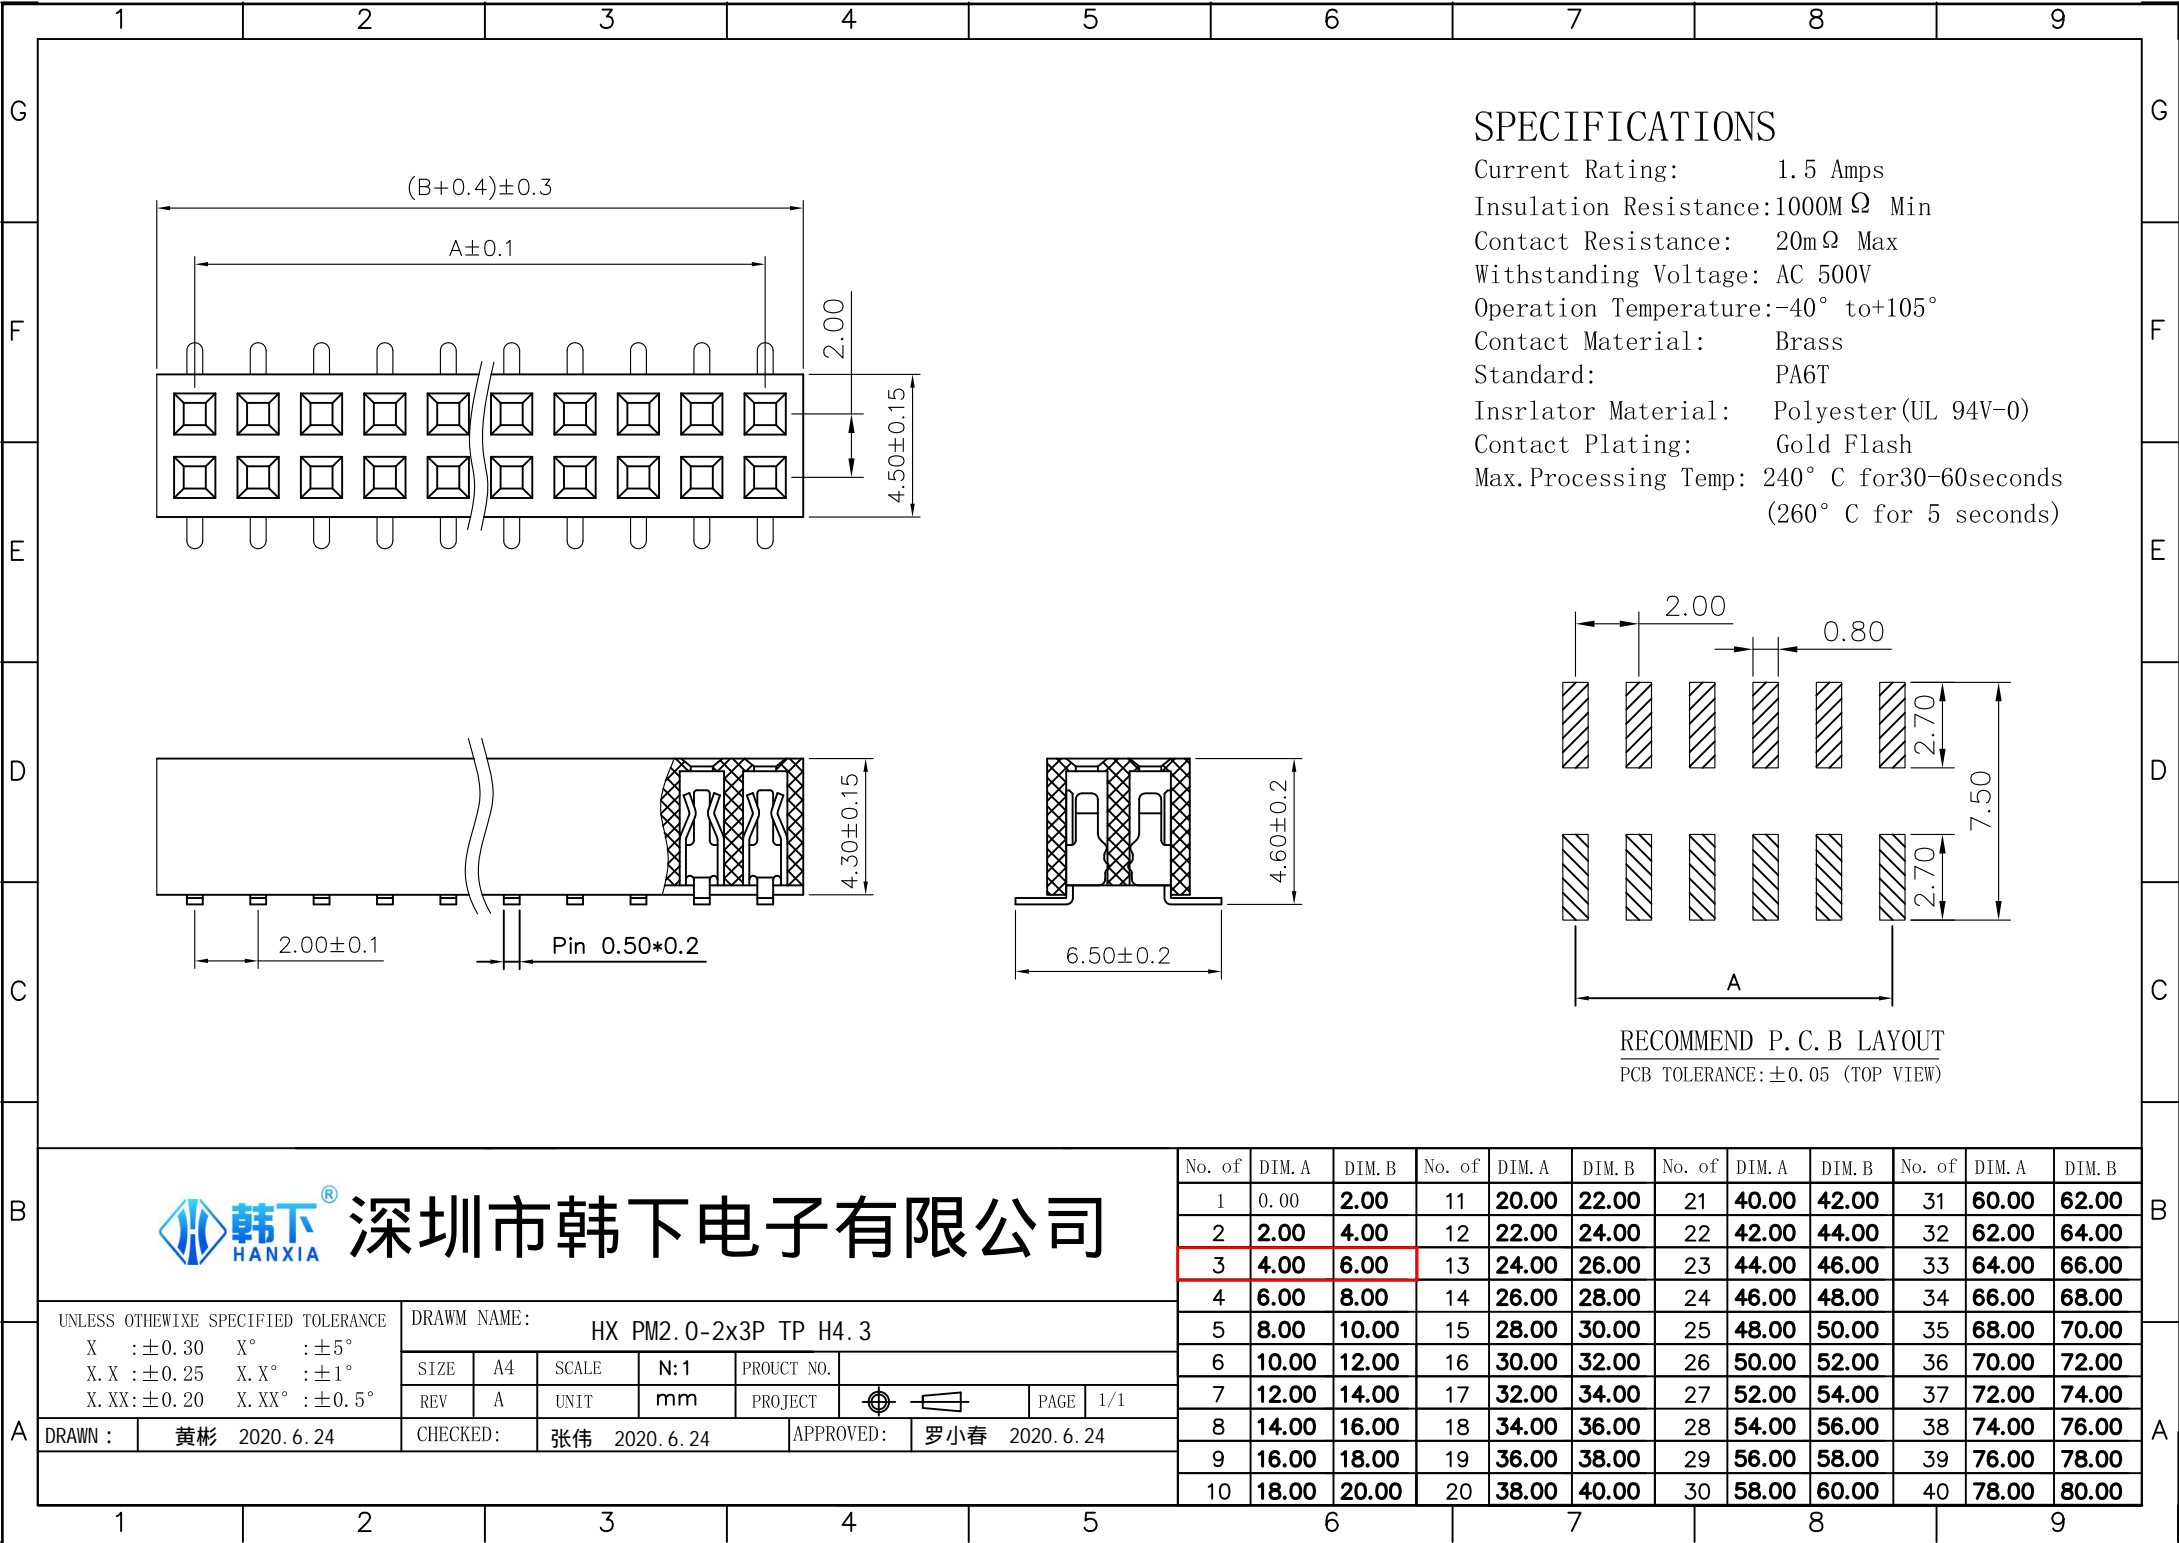 1 2 3 4 5 6 7 8 9
G G
SPECIFICATIONS
Current Rating: 1.5 Amps
Insulation Resistance:1000MΩ Min
Contact Resistance: 20mΩ Max
Withstanding Voltage: AC 500V
Operation Temperature:-40° to+105°
Contact Material: Brass
Standard: PA6T
Insrlator Material: Polyester(UL 94V-0)
Contact Plating: Gold Flash
Max.Processing Temp: 240° C for30-60seconds
(260° C for 5 seconds)
(B+0.4)±0.3
A±0.1
2.00
4.50±0.15
F F
E E
2.00
0.80
2.70
7.50
2.70
A
D D
4.30±0.15
4.60±0.2
2.00±0.1
Pin 0.50*0.2
6.50±0.2
C C
RECOMMEND P.C.B LAYOUT
PCB TOLERANCE:±0.05 (TOP VIEW)
B B
韩下® HANXIA
深圳市韩下电子有限公司
UNLESS OTHEWIXE SPECIFIED TOLERANCE
X :±0.30 X° :±5°
X.X :±0.25 X.X° :±1°
X.XX:±0.20 X.XX° :±0.5°
DRAWM NAME:
HX PM2.0-2x3P TP H4.3
SIZE A4 SCALE N:1 PROUCT NO.
REV A UNIT mm PROJECT PAGE 1/1
DRAWN : 黄彬 2020.6.24 CHECKED: 张伟 2020.6.24 APPROVED: 罗小春 2020.6.24
No. of DIM.A DIM.B No. of DIM.A DIM.B No. of DIM.A DIM.B No. of DIM.A DIM.B
1 0.00 2.00 11 20.00 22.00 21 40.00 42.00 31 60.00 62.00
2 2.00 4.00 12 22.00 24.00 22 42.00 44.00 32 62.00 64.00
3 4.00 6.00 13 24.00 26.00 23 44.00 46.00 33 64.00 66.00
4 6.00 8.00 14 26.00 28.00 24 46.00 48.00 34 66.00 68.00
5 8.00 10.00 15 28.00 30.00 25 48.00 50.00 35 68.00 70.00
6 10.00 12.00 16 30.00 32.00 26 50.00 52.00 36 70.00 72.00
7 12.00 14.00 17 32.00 34.00 27 52.00 54.00 37 72.00 74.00
8 14.00 16.00 18 34.00 36.00 28 54.00 56.00 38 74.00 76.00
9 16.00 18.00 19 36.00 38.00 29 56.00 58.00 39 76.00 78.00
10 18.00 20.00 20 38.00 40.00 30 58.00 60.00 40 78.00 80.00
A A
1 2 3 4 5 6 7 8 9